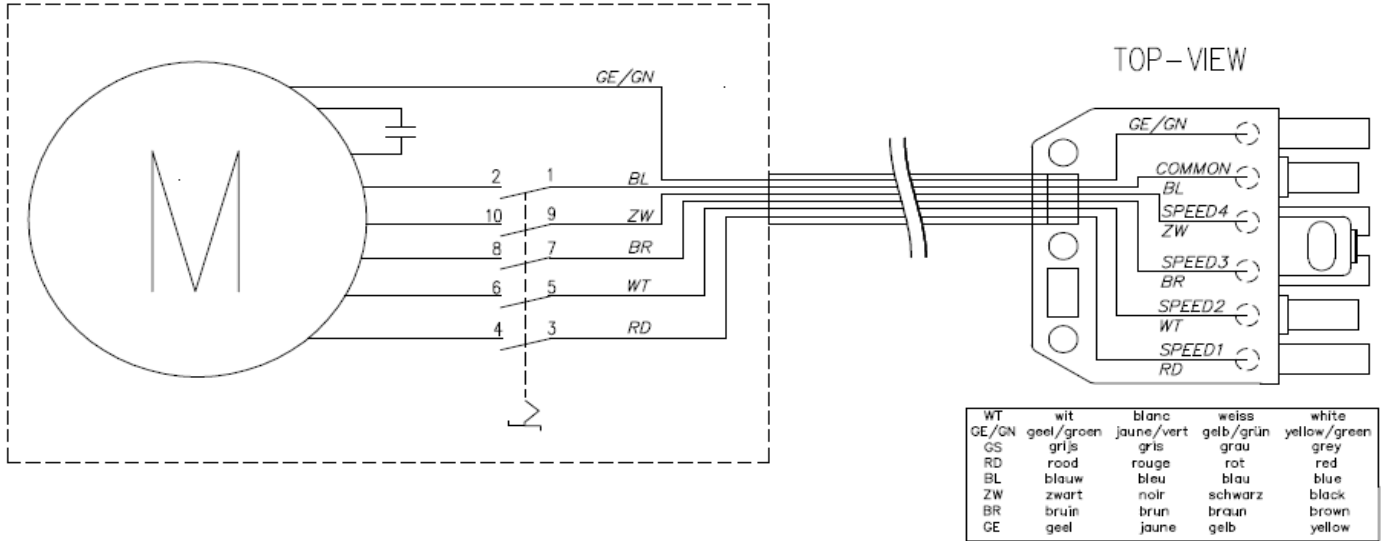 TOP-VIEW
GE/GN
M
2 1 BL
10 9 ZW
8 7 BR
6 5 WT
4 3 RD
GE/GN
COMMON
BL
SPEED4
ZW
SPEED3
BR
SPEED2
WT
SPEED1
RD
WT wit blanc weiss white
GE/GN geel/groen jaune/vert gelb/grün yellow/green
GS grijs gris grau grey
RD rood rouge rot red
BL blauw bleu blau blue
ZW zwart noir schwarz black
BR bruin brun braun brown
GE geel jaune gelb yellow